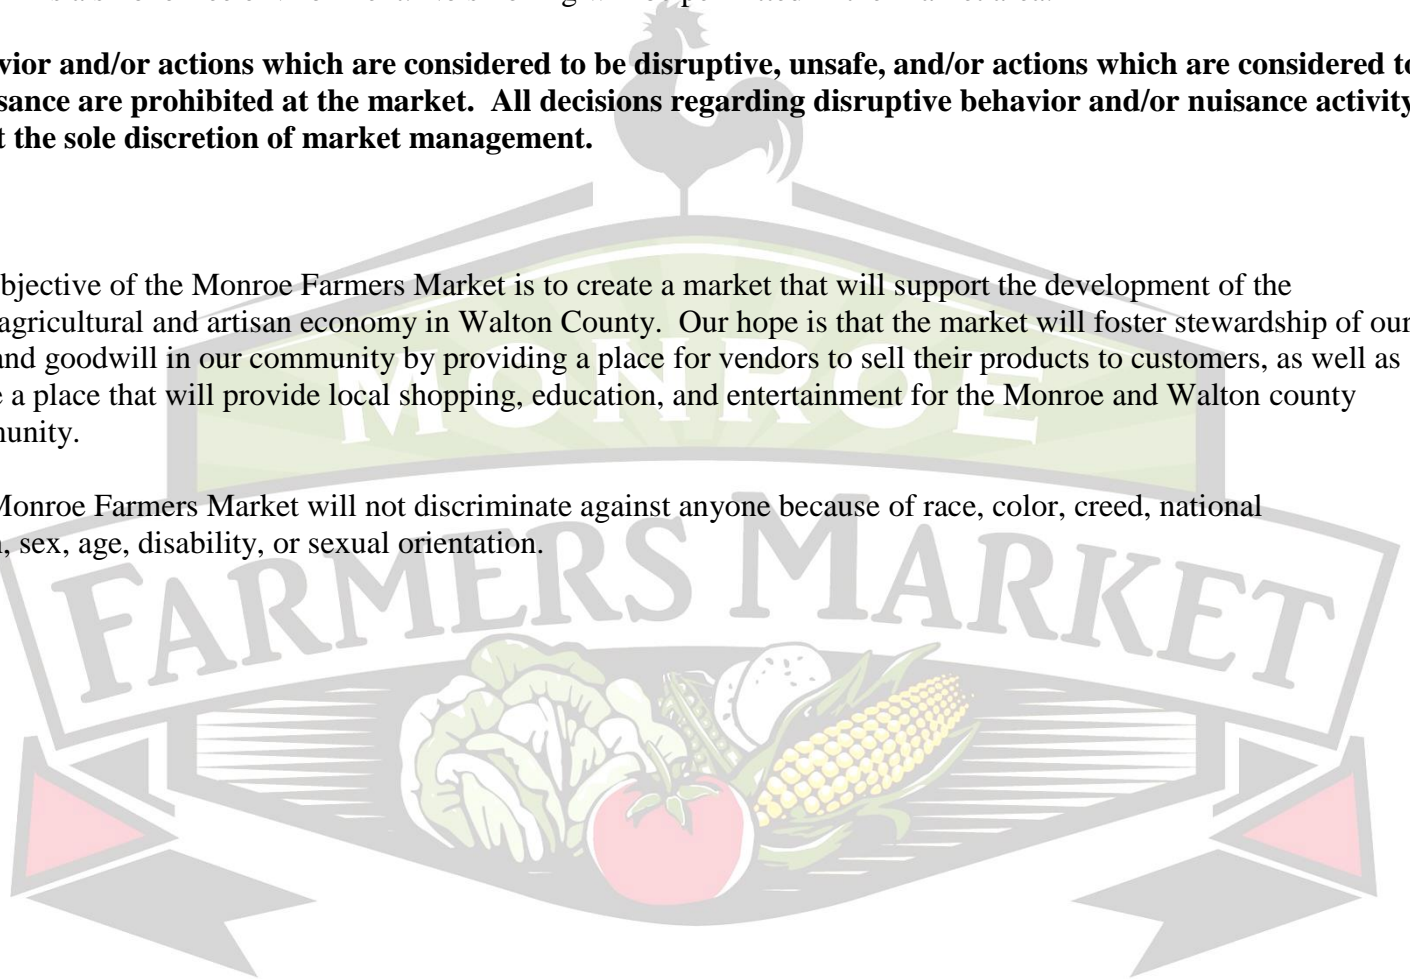 vior and/or actions which are considered to be disruptive, unsafe, and/or actions which are considered to
sance are prohibited at the market. All decisions regarding disruptive behavior and/or nuisance activity
t the sole discretion of market management.
bjective of the Monroe Farmers Market is to create a market that will support the development of the
agricultural and artisan economy in Walton County. Our hope is that the market will foster stewardship of our
and goodwill in our community by providing a place for vendors to sell their products to customers, as well as
e a place that will provide local shopping, education, and entertainment for the Monroe and Walton county
unity.
Monroe Farmers Market will not discriminate against anyone because of race, color, creed, national
, sex, age, disability, or sexual orientation.
MONROE
FARMERS MARKET